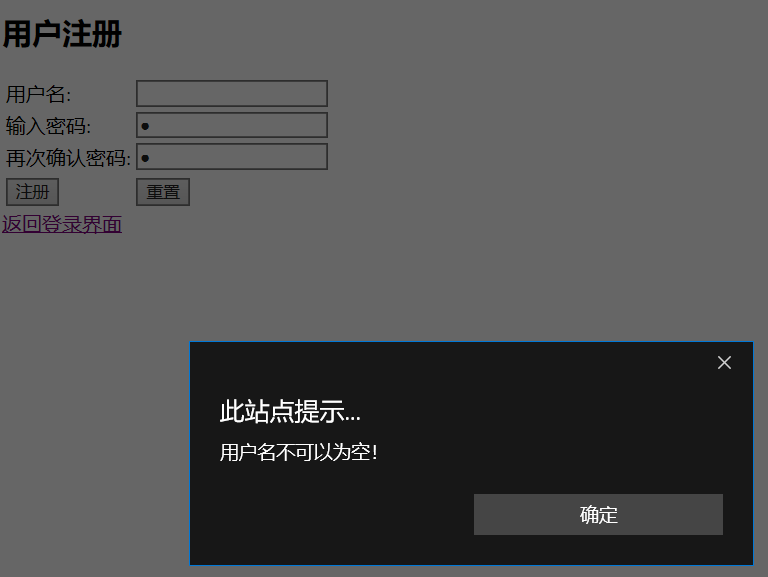 用户注册
用户名:
输入密码:
再次确认密码:
注册 重置
返回登录界面
此站点提示...
用户名不可以为空!
确定